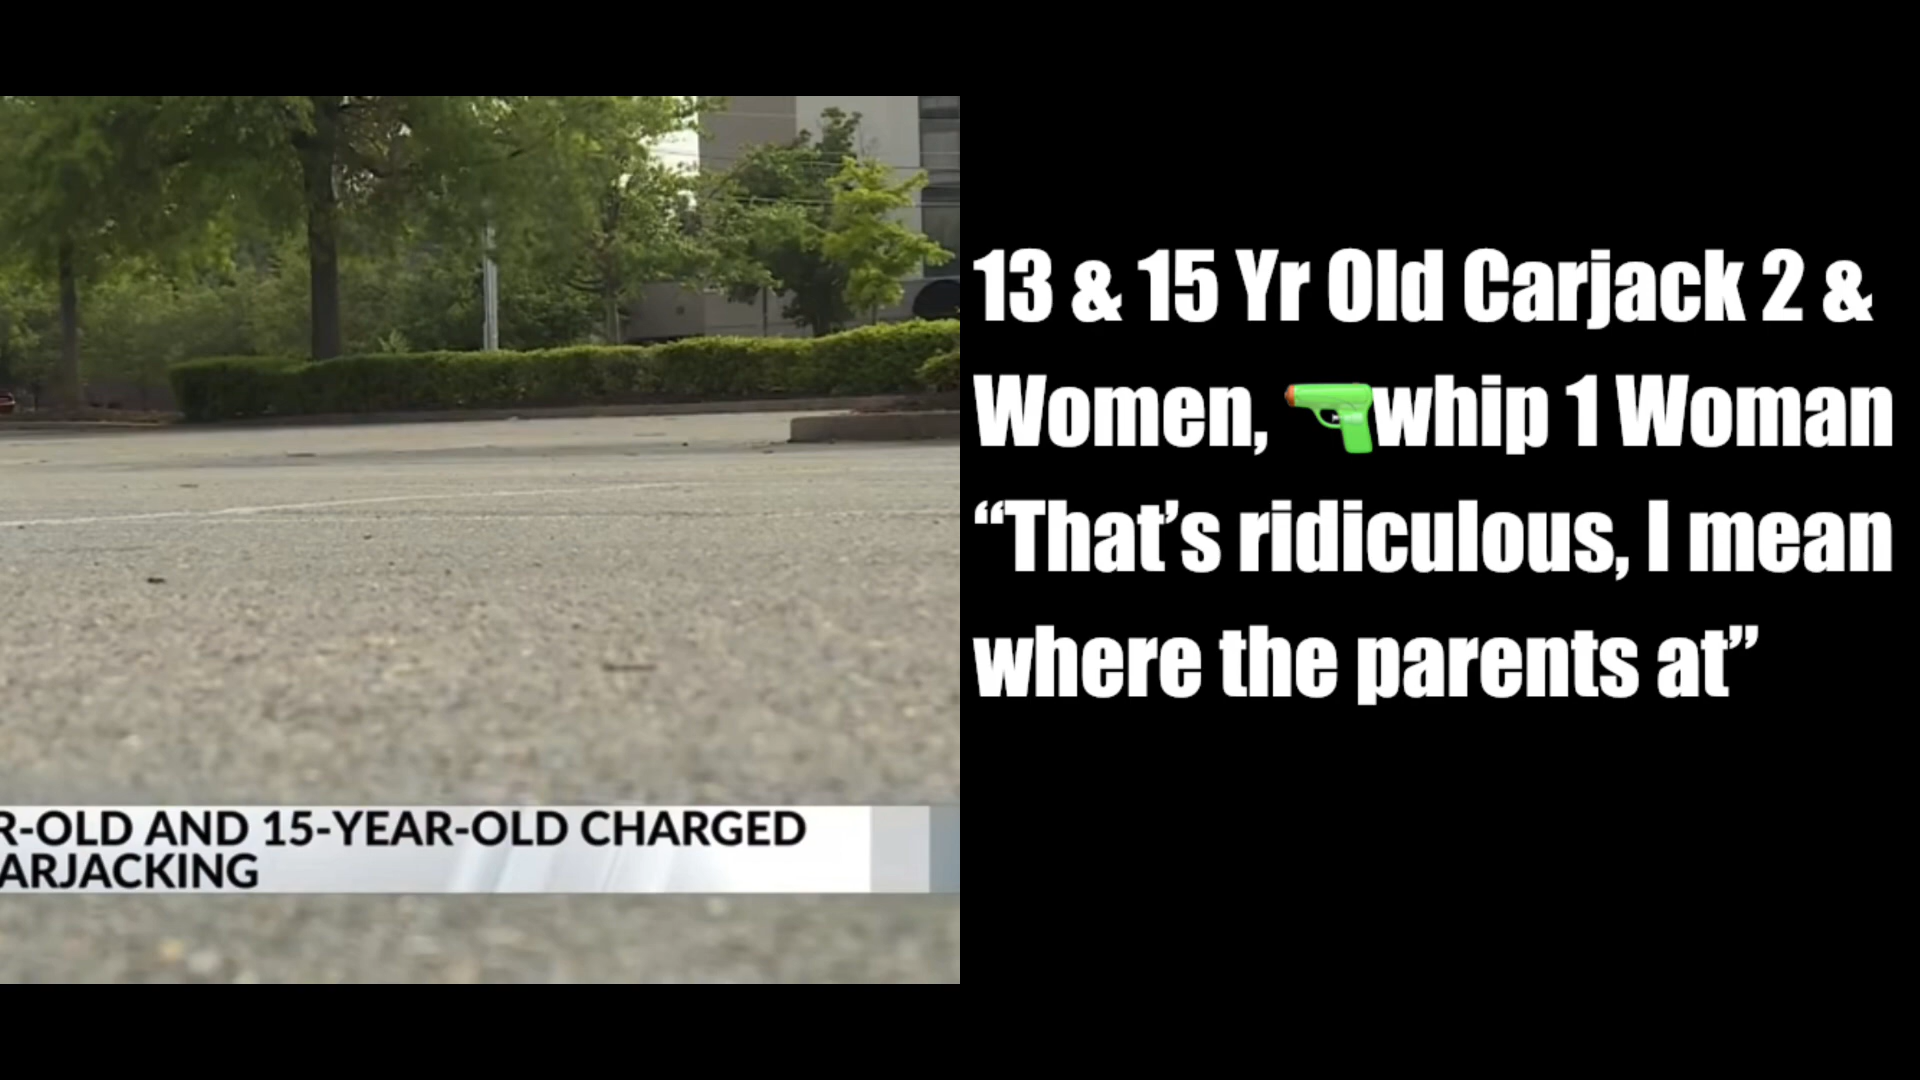 R-OLD AND 15-YEAR-OLD CHARGED
ARJACKING
13 & 15 Yr Old Carjack 2 &
Women, 🔫whip 1 Woman
“That’s ridiculous, I mean
where the parents at”